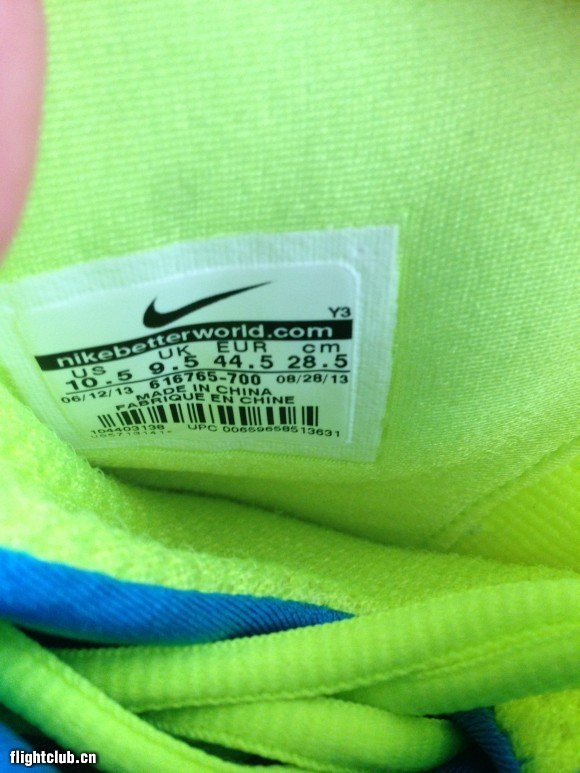 Y3
nikebetterworld.com
US UK EUR cm
10.5 9.5 44.5 28.5
06/12/13 616765-700 08/28/13
MADE IN CHINA
FABRIQUE EN CHINE
104403138 UPC 00659658513631
flightclub.cn